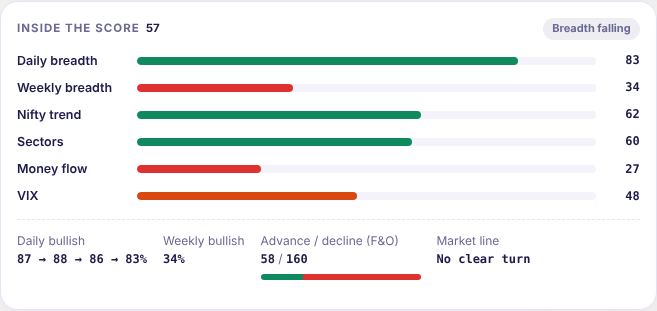 INSIDE THE SCORE 57 Breadth falling
Daily breadth 83
Weekly breadth 34
Nifty trend 62
Sectors 60
Money flow 27
VIX 48
Daily bullish Weekly bullish Advance / decline (F&O) Market line
87 → 88 → 86 → 83% 34% 58 / 160 No clear turn